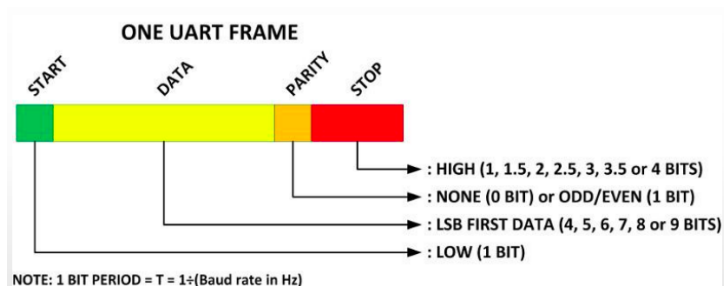 ONE UART FRAME
START
DATA
PARITY
STOP
: HIGH (1, 1.5, 2, 2.5, 3, 3.5 or 4 BITS)
: NONE (0 BIT) or ODD/EVEN (1 BIT)
: LSB FIRST DATA (4, 5, 6, 7, 8 or 9 BITS)
: LOW (1 BIT)
NOTE: 1 BIT PERIOD = T = 1÷(Baud rate in Hz)